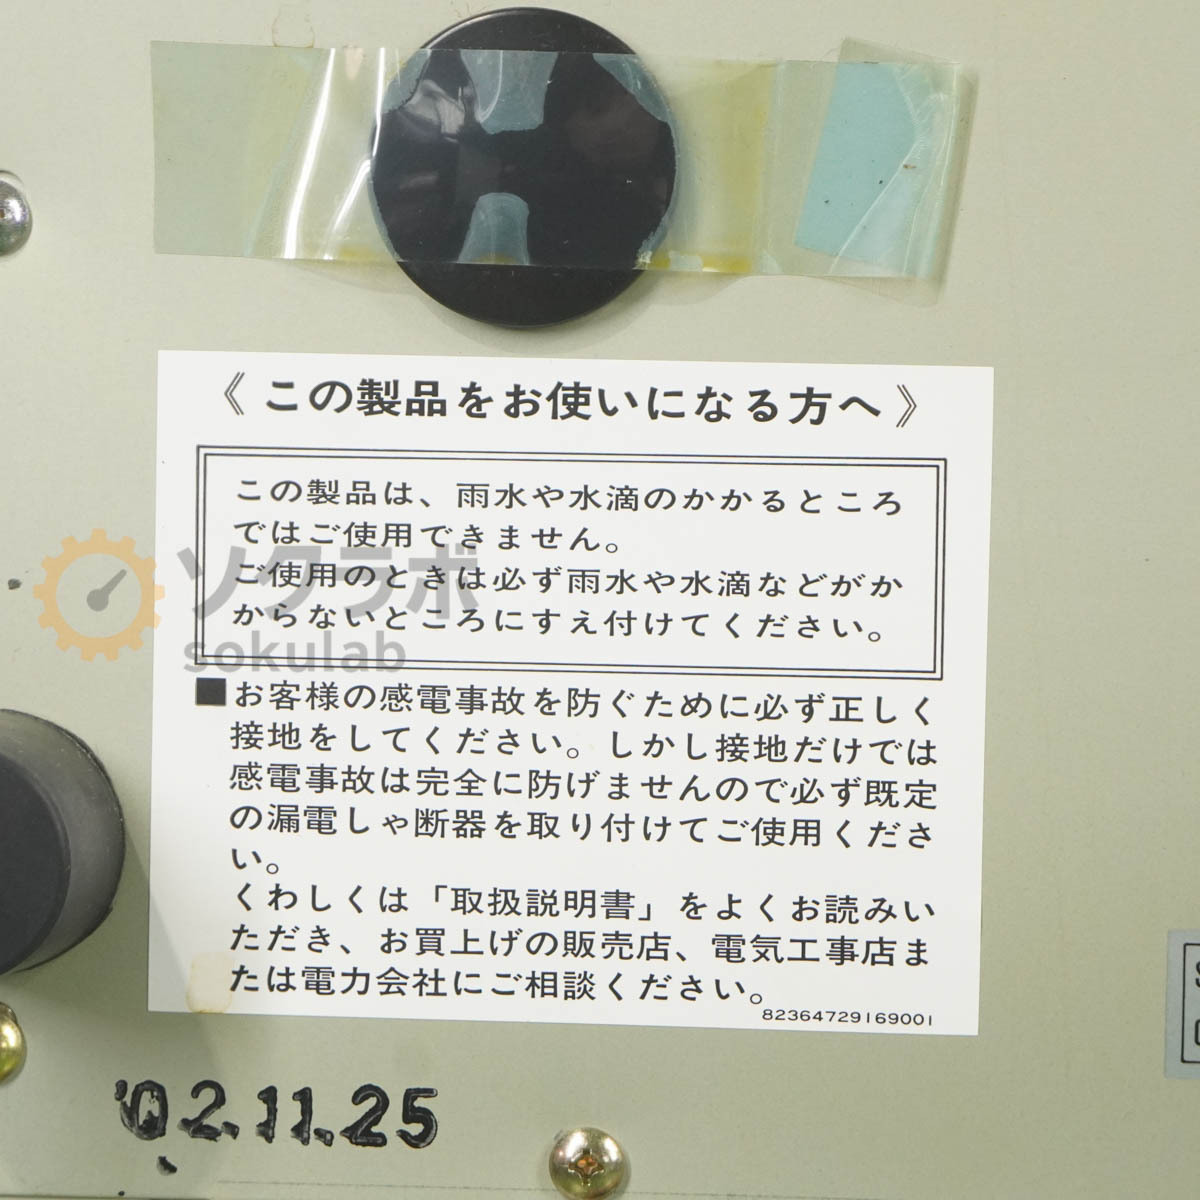 《この製品をお使いになる方へ》
この製品は、雨水や水滴のかかるところ
ではご使用できません。
ご使用のときは必ず雨水や水滴などがか
からないところにすえ付けてください。
ソクラボ
sokulab
■お客様の感電事故を防ぐために必ず正しく
接地をしてください。しかし接地だけでは
感電事故は完全に防げませんので必ず既定
の漏電しゃ断器を取り付けてご使用くださ
い。
くわしくは「取扱説明書」をよくお読みい
ただき、お買上げの販売店、電気工事店ま
たは電力会社にご相談ください。
82364729169001
'02.11.25